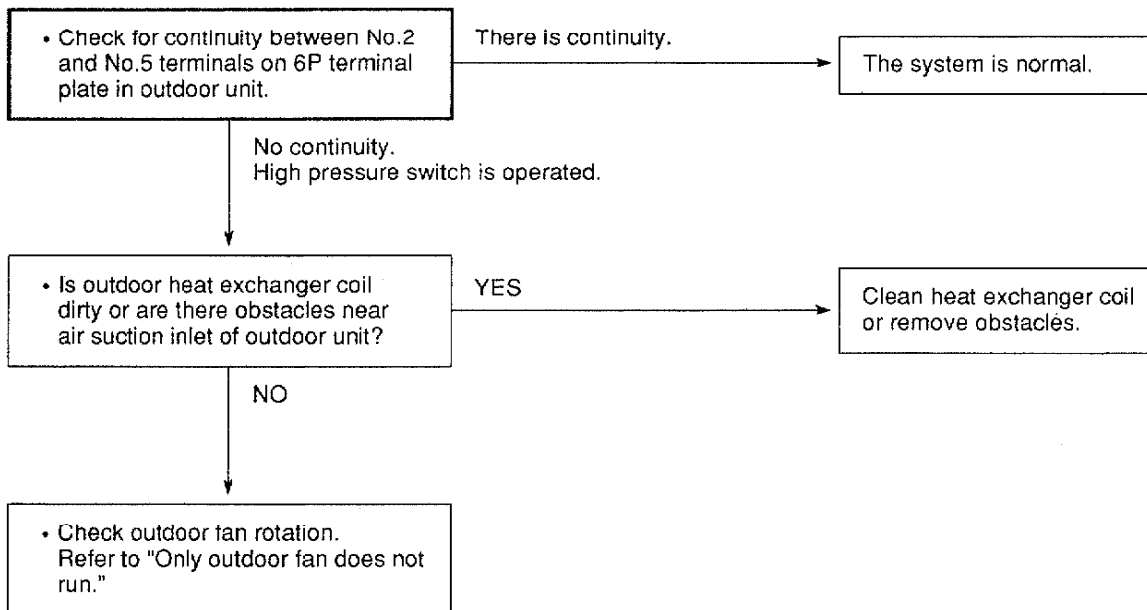 • Check for continuity between No.2
and No.5 terminals on 6P terminal
plate in outdoor unit.
There is continuity.
The system is normal.
No continuity.
High pressure switch is operated.
• Is outdoor heat exchanger coil
dirty or are there obstacles near
air suction inlet of outdoor unit?
YES
Clean heat exchanger coil
or remove obstacles.
NO
• Check outdoor fan rotation.
Refer to "Only outdoor fan does not
run."